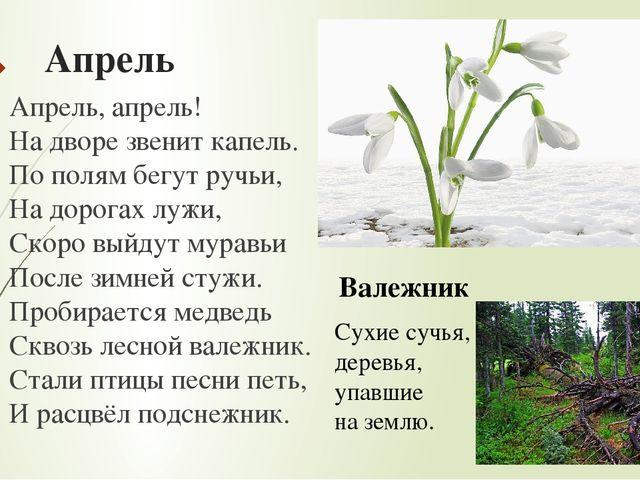 Апрель
Апрель, апрель!
На дворе звенит капель.
По полям бегут ручьи,
На дорогах лужи,
Скоро выйдут муравьи
После зимней стужи.
Пробирается медведь
Сквозь лесной валежник.
Стали птицы песни петь,
И расцвёл подснежник.
Валежник
Сухие сучья,
деревья,
упавшие
на землю.